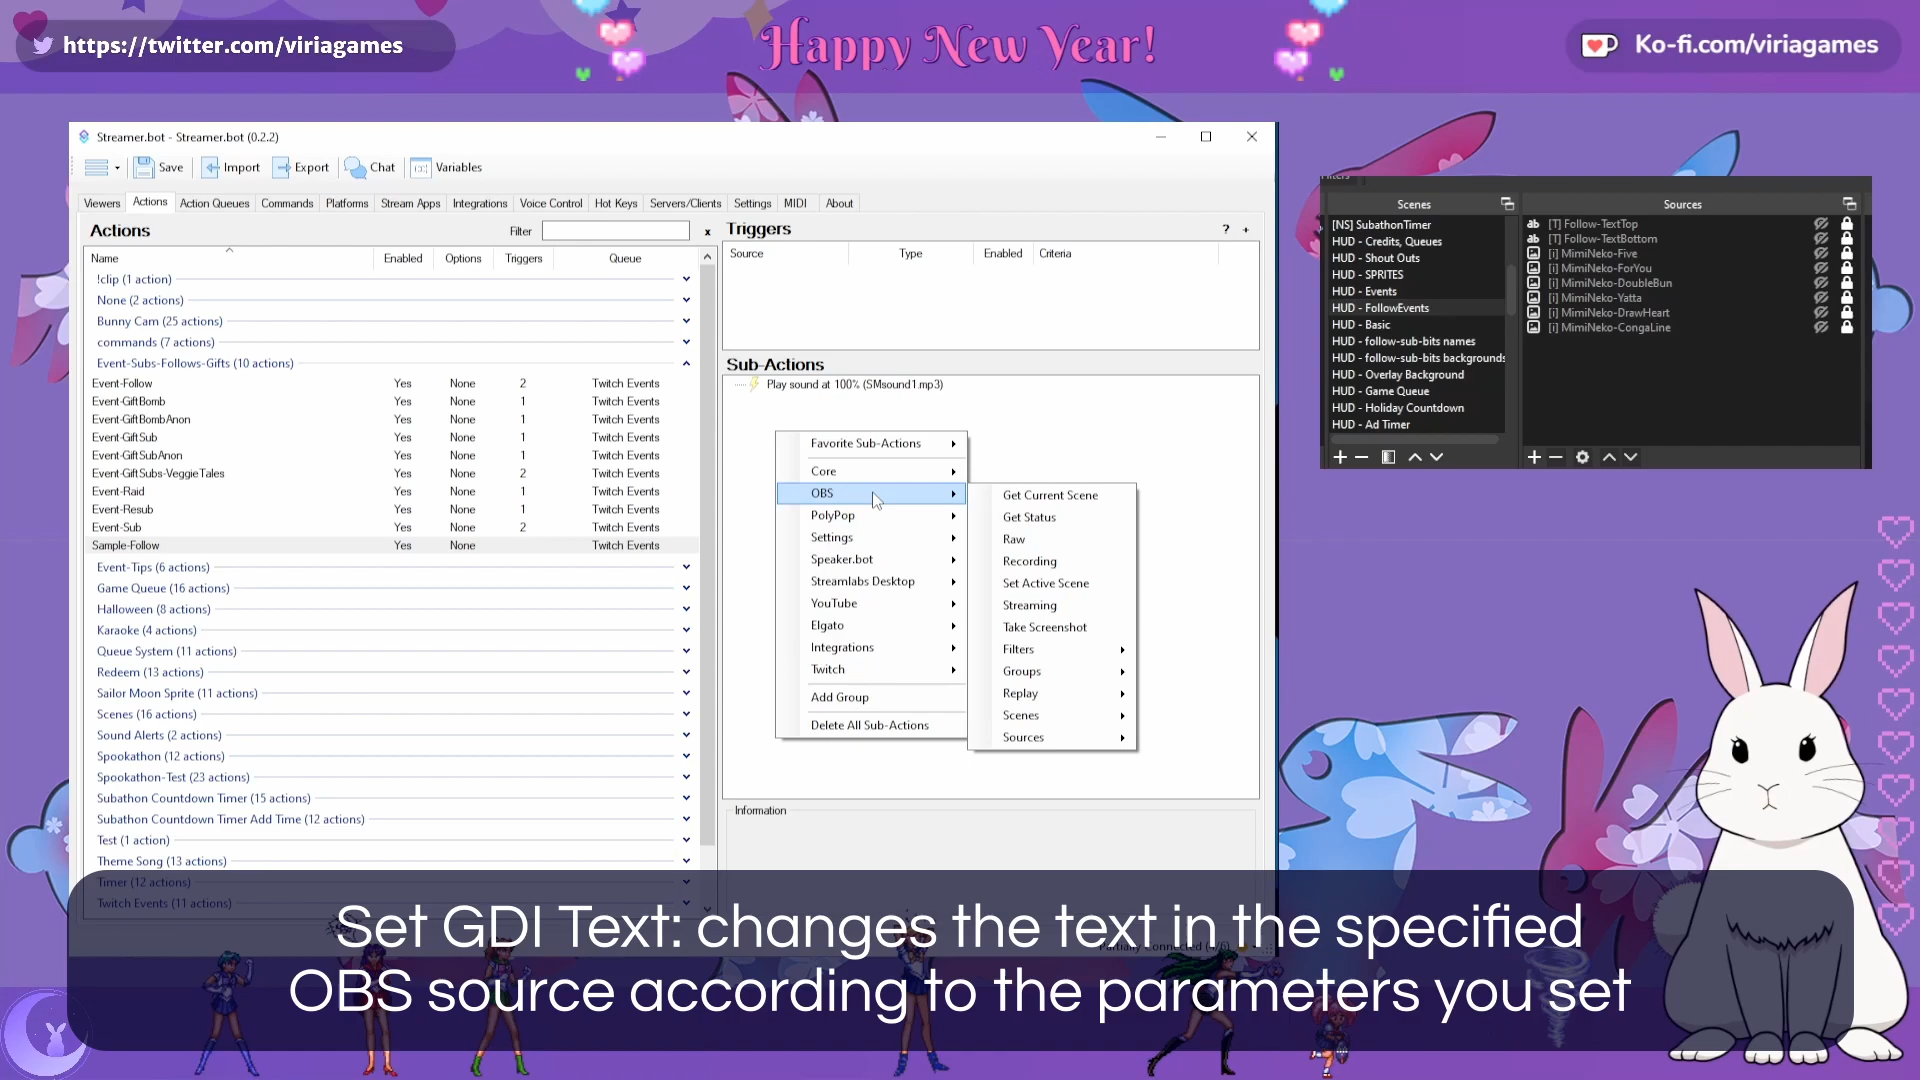 https://twitter.com/viriagames
Happy New Year!
Ko-fi.com/viriagames
Streamer.bot - Streamer.bot (0.2.2)
Save Import Export Chat Variables
Viewers Actions Action Queues Commands Platforms Stream Apps Integrations Voice Control Hot Keys Servers/Clients Settings MIDI About
Actions
Filter
x
Name Enabled Options Triggers Queue
!clip (1 action)
None (2 actions)
Bunny Cam (25 actions)
commands (7 actions)
Event-Subs-Follows-Gifts (10 actions)
Event-Follow Yes None 2 Twitch Events
Event-GiftBomb Yes None 1 Twitch Events
Event-GiftBombAnon Yes None 1 Twitch Events
Event-GiftSub Yes None 1 Twitch Events
Event-GiftSubAnon Yes None 1 Twitch Events
Event-GiftSubs-VeggieTales Yes None 2 Twitch Events
Event-Raid Yes None 1 Twitch Events
Event-Resub Yes None 1 Twitch Events
Event-Sub Yes None 2 Twitch Events
Sample-Follow Yes None Twitch Events
Event-Tips (6 actions)
Game Queue (16 actions)
Halloween (8 actions)
Karaoke (4 actions)
Queue System (11 actions)
Redeem (13 actions)
Sailor Moon Sprite (11 actions)
Scenes (16 actions)
Sound Alerts (2 actions)
Spookathon (12 actions)
Spookathon-Test (23 actions)
Subathon Countdown Timer (15 actions)
Subathon Countdown Timer Add Time (12 actions)
Test (1 action)
Theme Song (13 actions)
Timer (12 actions)
Twitch Events (11 actions)
Triggers
? +
Source Type Enabled Criteria
Sub-Actions
Play sound at 100% (SMsound1.mp3)
Favorite Sub-Actions
Core
OBS
PolyPop
Settings
Speaker.bot
Streamlabs Desktop
YouTube
Elgato
Integrations
Twitch
Add Group
Delete All Sub-Actions
Get Current Scene
Get Status
Raw
Recording
Set Active Scene
Streaming
Take Screenshot
Filters
Groups
Replay
Scenes
Sources
Information
Partially Connected (4/6)
Scenes
[NS] SubathonTimer
HUD - Credits, Queues
HUD - Shout Outs
HUD - SPRITES
HUD - Events
HUD - FollowEvents
HUD - Basic
HUD - follow-sub-bits names
HUD - follow-sub-bits backgrounds
HUD - Overlay Background
HUD - Game Queue
HUD - Holiday Countdown
HUD - Ad Timer
Sources
ab [T] Follow-TextTop
ab [T] Follow-TextBottom
[i] MimiNeko-Five
[i] MimiNeko-ForYou
[i] MimiNeko-DoubleBun
[i] MimiNeko-Yatta
[i] MimiNeko-DrawHeart
[i] MimiNeko-CongaLine
Set GDI Text: changes the text in the specified
OBS source according to the parameters you set